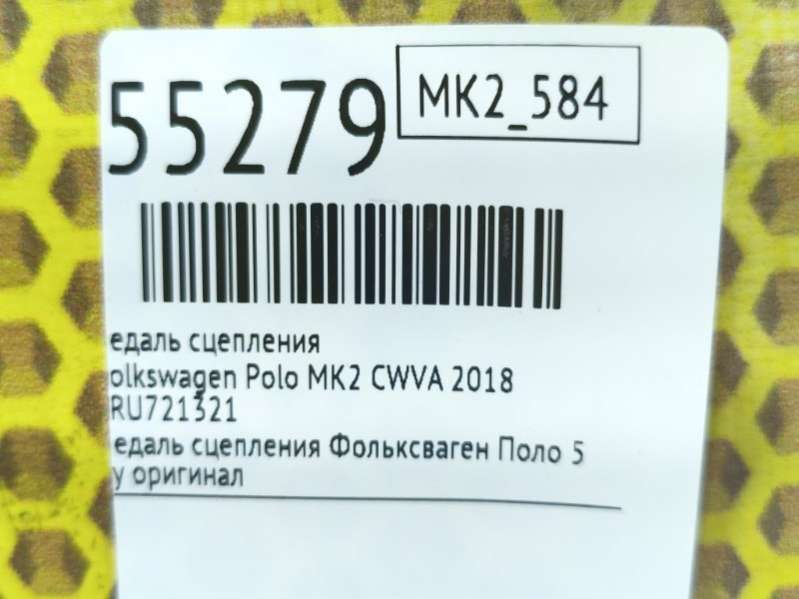 55279
MK2_584
едаль сцепления
olkswagen Polo MK2 CWVA 2018
RU721321
едаль сцепления Фольксваген Поло 5
у оригинал